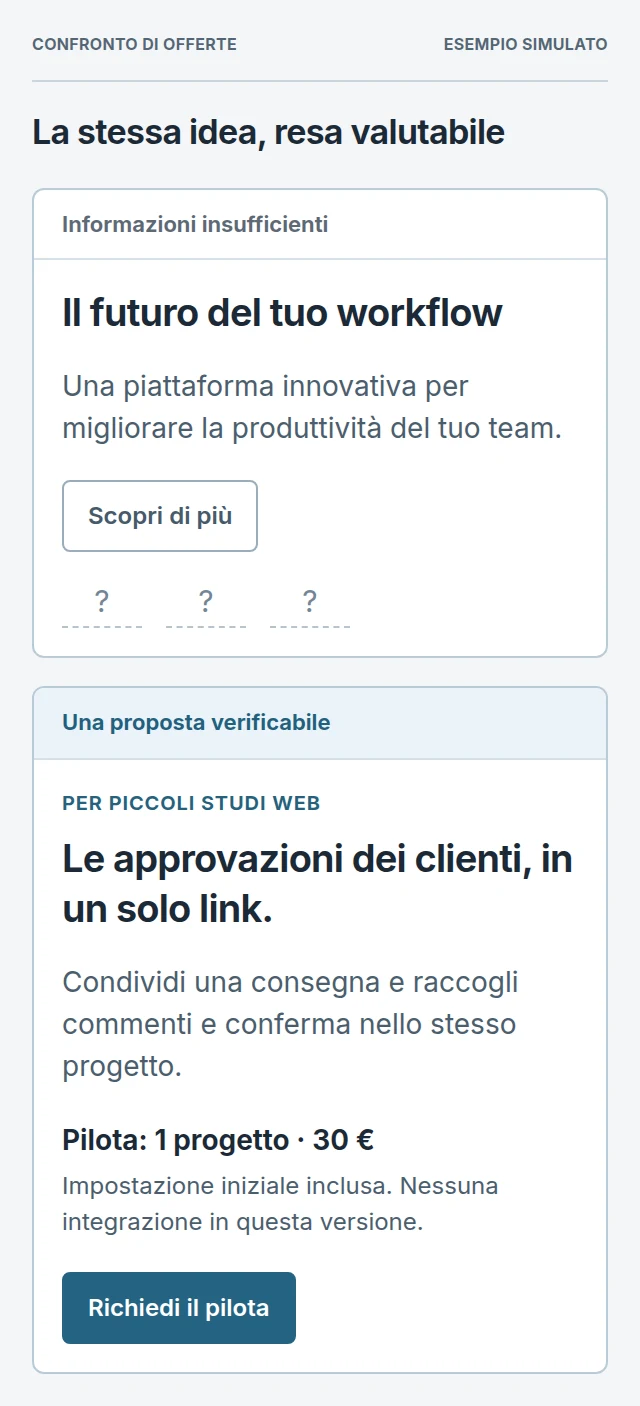 CONFRONTO DI OFFERTE
ESEMPIO SIMULATO
La stessa idea, resa valutabile
Informazioni insufficienti
Il futuro del tuo workflow
Una piattaforma innovativa per
migliorare la produttività del tuo team.
Scopri di più
? ? ?
Una proposta verificabile
PER PICCOLI STUDI WEB
Le approvazioni dei clienti, in
un solo link.
Condividi una consegna e raccogli
commenti e conferma nello stesso
progetto.
Pilota: 1 progetto · 30 €
Impostazione iniziale inclusa. Nessuna
integrazione in questa versione.
Richiedi il pilota